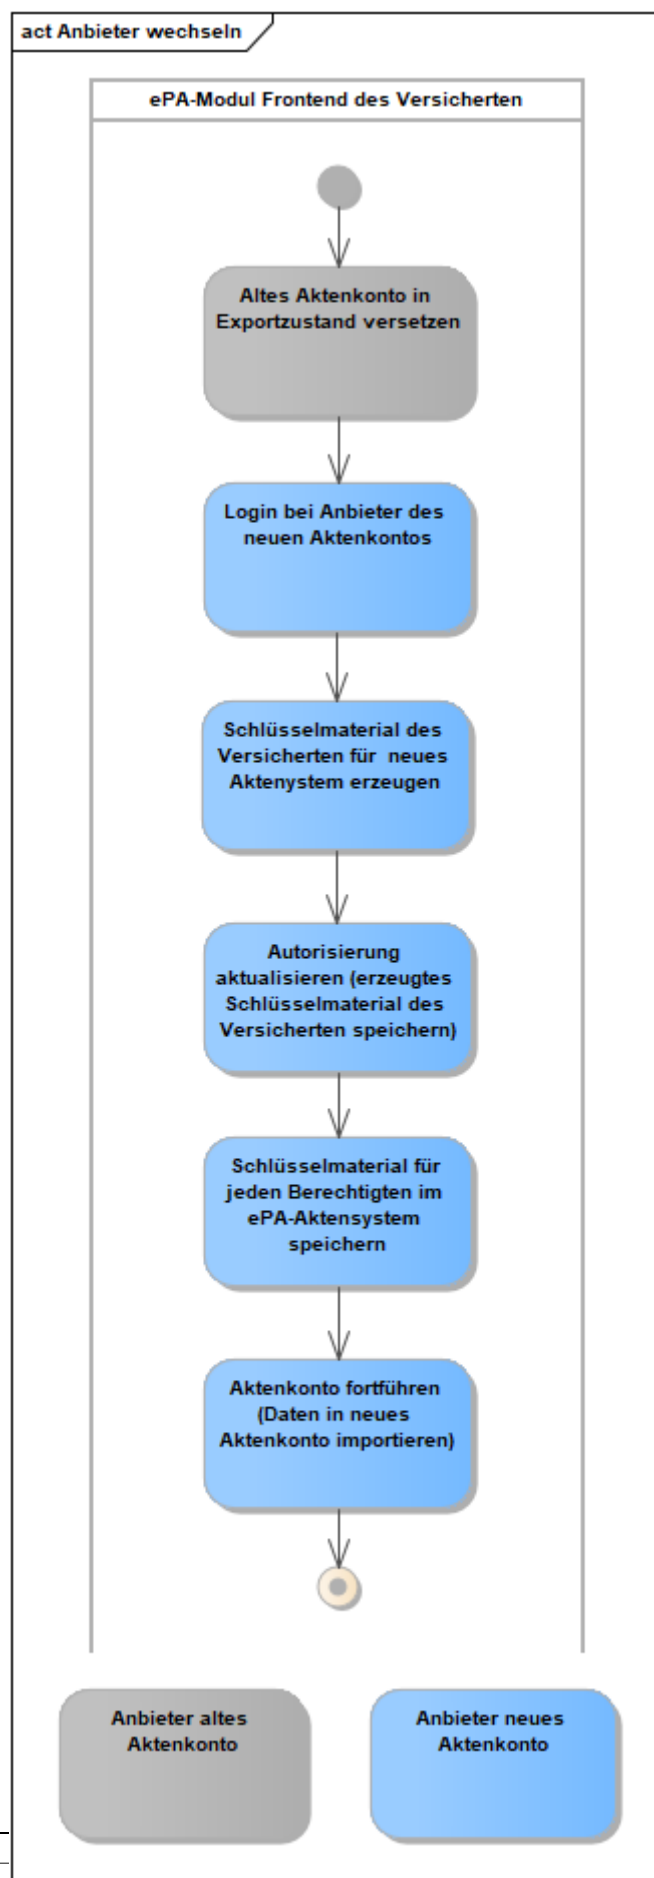 act Anbieter wechseln
ePA-Modul Frontend des Versicherten
Altes Aktenkonto in
Exportzustand versetzen
Login bei Anbieter des
neuen Aktenkontos
Schlüsselmaterial des
Versicherten für  neues
Aktenystem erzeugen
Autorisierung
aktualisieren (erzeugtes
Schlüsselmaterial des
Versicherten speichern)
Schlüsselmaterial für
jeden Berechtigten im
ePA-Aktensystem
speichern
Aktenkonto fortführen
(Daten in neues
Aktenkonto importieren)
Anbieter altes
Aktenkonto
Anbieter neues
Aktenkonto